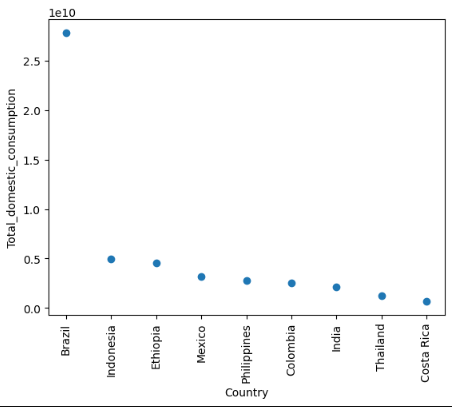 1e10
2.5
2.0
1.5
1.0
0.5
0.0
Total_domestic_consumption
Brazil
Indonesia
Ethiopia
Mexico
Philippines
Colombia
India
Thailand
Costa Rica
Country